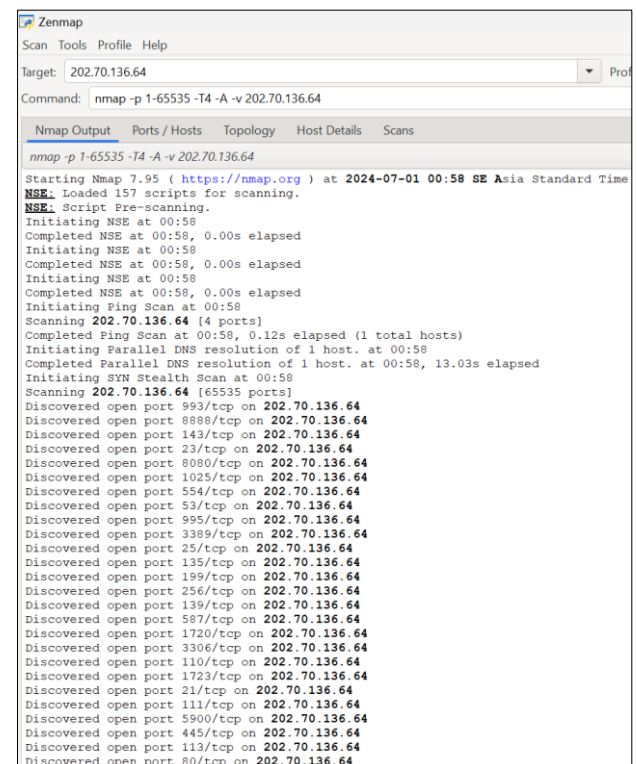 Zenmap
Scan Tools Profile Help
Target: 202.70.136.64 Prof
Command: nmap -p 1-65535 -T4 -A -v 202.70.136.64
Nmap Output Ports / Hosts Topology Host Details Scans
nmap -p 1-65535 -T4 -A -v 202.70.136.64
Starting Nmap 7.95 ( https://nmap.org ) at 2024-07-01 00:58 SE Asia Standard Time
NSE: Loaded 157 scripts for scanning.
NSE: Script Pre-scanning.
Initiating NSE at 00:58
Completed NSE at 00:58, 0.00s elapsed
Initiating NSE at 00:58
Completed NSE at 00:58, 0.00s elapsed
Initiating NSE at 00:58
Completed NSE at 00:58, 0.00s elapsed
Initiating Ping Scan at 00:58
Scanning 202.70.136.64 [4 ports]
Completed Ping Scan at 00:58, 0.12s elapsed (1 total hosts)
Initiating Parallel DNS resolution of 1 host. at 00:58
Completed Parallel DNS resolution of 1 host. at 00:58, 13.03s elapsed
Initiating SYN Stealth Scan at 00:58
Scanning 202.70.136.64 [65535 ports]
Discovered open port 993/tcp on 202.70.136.64
Discovered open port 8888/tcp on 202.70.136.64
Discovered open port 143/tcp on 202.70.136.64
Discovered open port 23/tcp on 202.70.136.64
Discovered open port 8080/tcp on 202.70.136.64
Discovered open port 1025/tcp on 202.70.136.64
Discovered open port 554/tcp on 202.70.136.64
Discovered open port 53/tcp on 202.70.136.64
Discovered open port 995/tcp on 202.70.136.64
Discovered open port 3389/tcp on 202.70.136.64
Discovered open port 25/tcp on 202.70.136.64
Discovered open port 135/tcp on 202.70.136.64
Discovered open port 199/tcp on 202.70.136.64
Discovered open port 256/tcp on 202.70.136.64
Discovered open port 139/tcp on 202.70.136.64
Discovered open port 587/tcp on 202.70.136.64
Discovered open port 1720/tcp on 202.70.136.64
Discovered open port 3306/tcp on 202.70.136.64
Discovered open port 110/tcp on 202.70.136.64
Discovered open port 1723/tcp on 202.70.136.64
Discovered open port 21/tcp on 202.70.136.64
Discovered open port 111/tcp on 202.70.136.64
Discovered open port 5900/tcp on 202.70.136.64
Discovered open port 445/tcp on 202.70.136.64
Discovered open port 113/tcp on 202.70.136.64
Discovered open port 80/tcp on 202.70.136.64